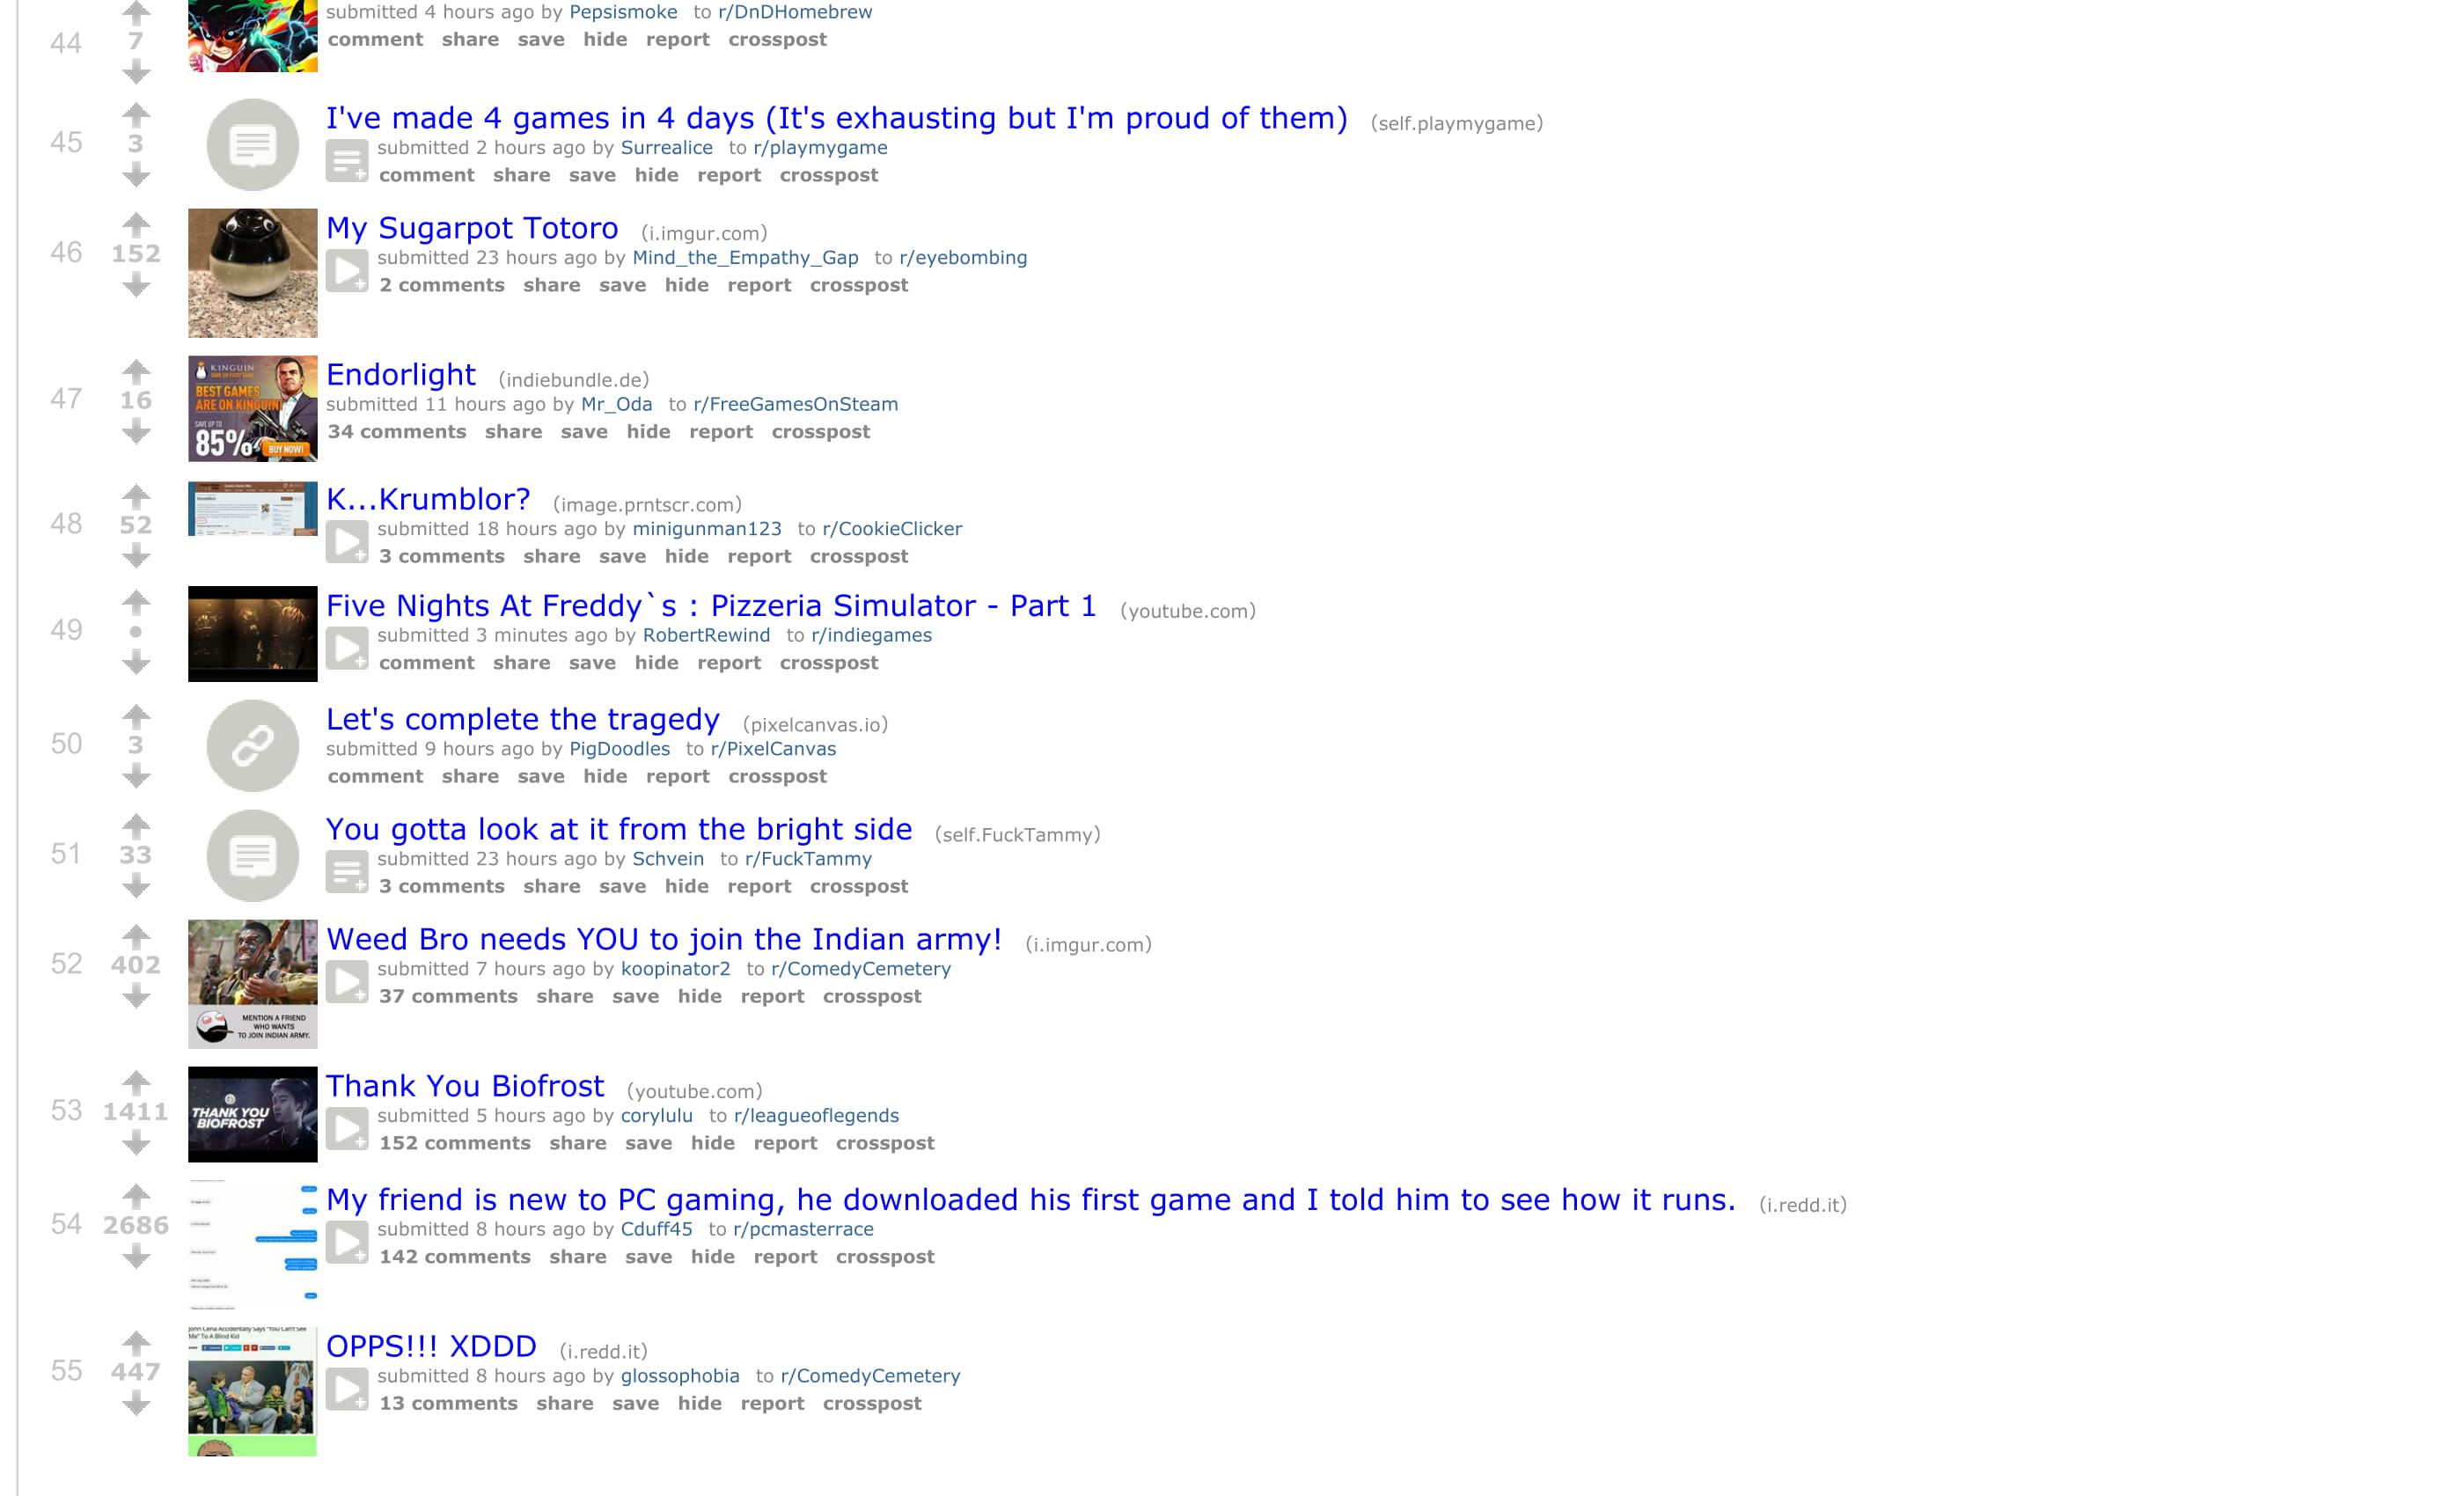 submitted 4 hours ago by Pepsismoke to r/DnDHomebrew
44 7
comment share save hide report crosspost
I've made 4 games in 4 days (It's exhausting but I'm proud of them) (self.playmygame)
45 3
submitted 2 hours ago by Surrealice to r/playmygame
comment share save hide report crosspost
My Sugarpot Totoro (i.imgur.com)
46 152
submitted 23 hours ago by Mind_the_Empathy_Gap to r/eyebombing
2 comments share save hide report crosspost
KINGUIN
BEST GAMES
ARE ON KINGUIN!
SAVE UP TO
85%
BUY NOW!
Endorlight (indiebundle.de)
47 16
submitted 11 hours ago by Mr_Oda to r/FreeGamesOnSteam
34 comments share save hide report crosspost
K...Krumblor? (image.prntscr.com)
48 52
submitted 18 hours ago by minigunman123 to r/CookieClicker
3 comments share save hide report crosspost
Five Nights At Freddy`s : Pizzeria Simulator - Part 1 (youtube.com)
49 •
submitted 3 minutes ago by RobertRewind to r/indiegames
comment share save hide report crosspost
Let's complete the tragedy (pixelcanvas.io)
50 3
submitted 9 hours ago by PigDoodles to r/PixelCanvas
comment share save hide report crosspost
You gotta look at it from the bright side (self.FuckTammy)
51 33
submitted 23 hours ago by Schvein to r/FuckTammy
3 comments share save hide report crosspost
Weed Bro needs YOU to join the Indian army! (i.imgur.com)
52 402
submitted 7 hours ago by koopinator2 to r/ComedyCemetery
37 comments share save hide report crosspost
MENTION A FRIEND
WHO WANTS
TO JOIN INDIAN ARMY.
Thank You Biofrost (youtube.com)
53 1411
submitted 5 hours ago by corylulu to r/leagueoflegends
152 comments share save hide report crosspost
THANK YOU
BIOFROST
My friend is new to PC gaming, he downloaded his first game and I told him to see how it runs. (i.redd.it)
54 2686
submitted 8 hours ago by Cduff45 to r/pcmasterrace
142 comments share save hide report crosspost
John Cena Accidentally Says "You Can't See
Me" To A Blind Kid
OPPS!!! XDDD (i.redd.it)
55 447
submitted 8 hours ago by glossophobia to r/ComedyCemetery
13 comments share save hide report crosspost